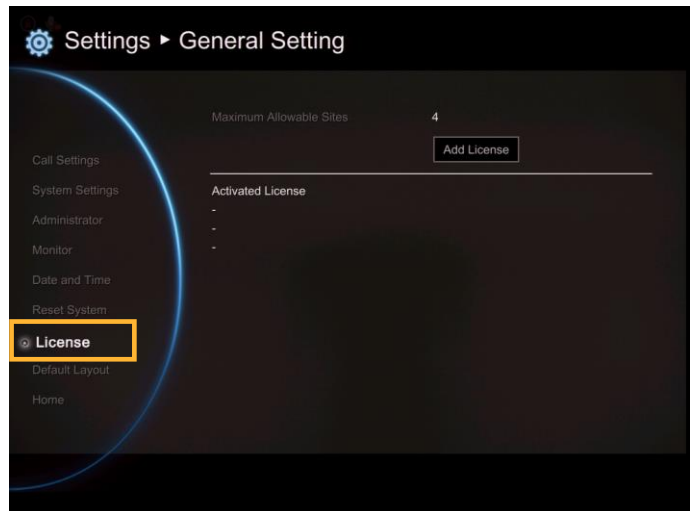 Settings ► General Setting
Maximum Allowable Sites 4
Add License
Call Settings
System Settings
Administrator
Monitor
Date and Time
Reset System
License
Default Layout
Home
Activated License
-
-
-